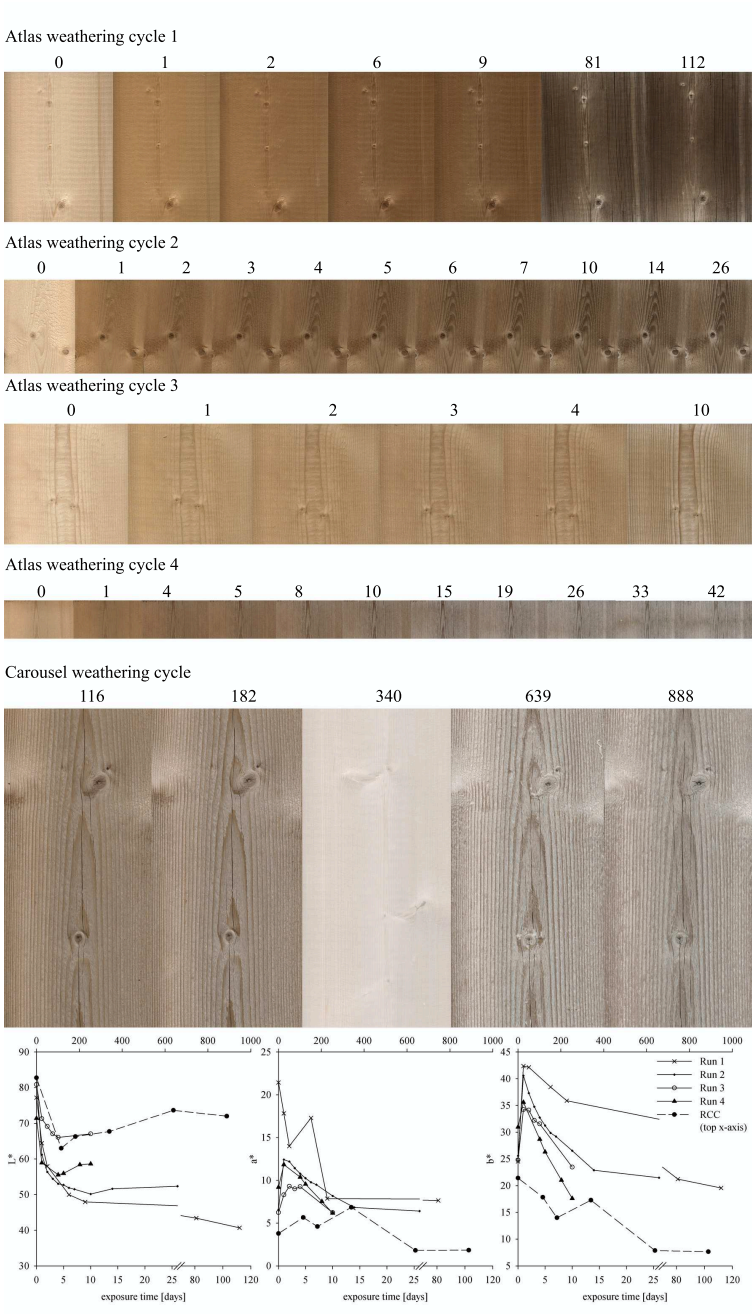 Atlas weathering cycle 1
0 1 2 6 9 81 112
Atlas weathering cycle 2
0 1 2 3 4 5 6 7 10 14 26
Atlas weathering cycle 3
0 1 2 3 4 10
Atlas weathering cycle 4
0 1 4 5 8 10 15 19 26 33 42
Carousel weathering cycle
116 182 340 639 888
0 200 400 600 800 1000
90
80
70
60
50
40
30
L*
0 5 10 15 20 25 60 80 100 120
exposure time [days]
0 200 400 600 800 1000
25
20
15
10
5
0
a*
0 5 10 15 20 25 60 80 100 120
exposure time [days]
0 200 400 600 800 1000
45
40
35
30
25
20
15
10
5
b*
Run 1
Run 2
Run 3
Run 4
RCC
(top x-axis)
0 5 10 15 20 25 60 80 100 120
exposure time [days]